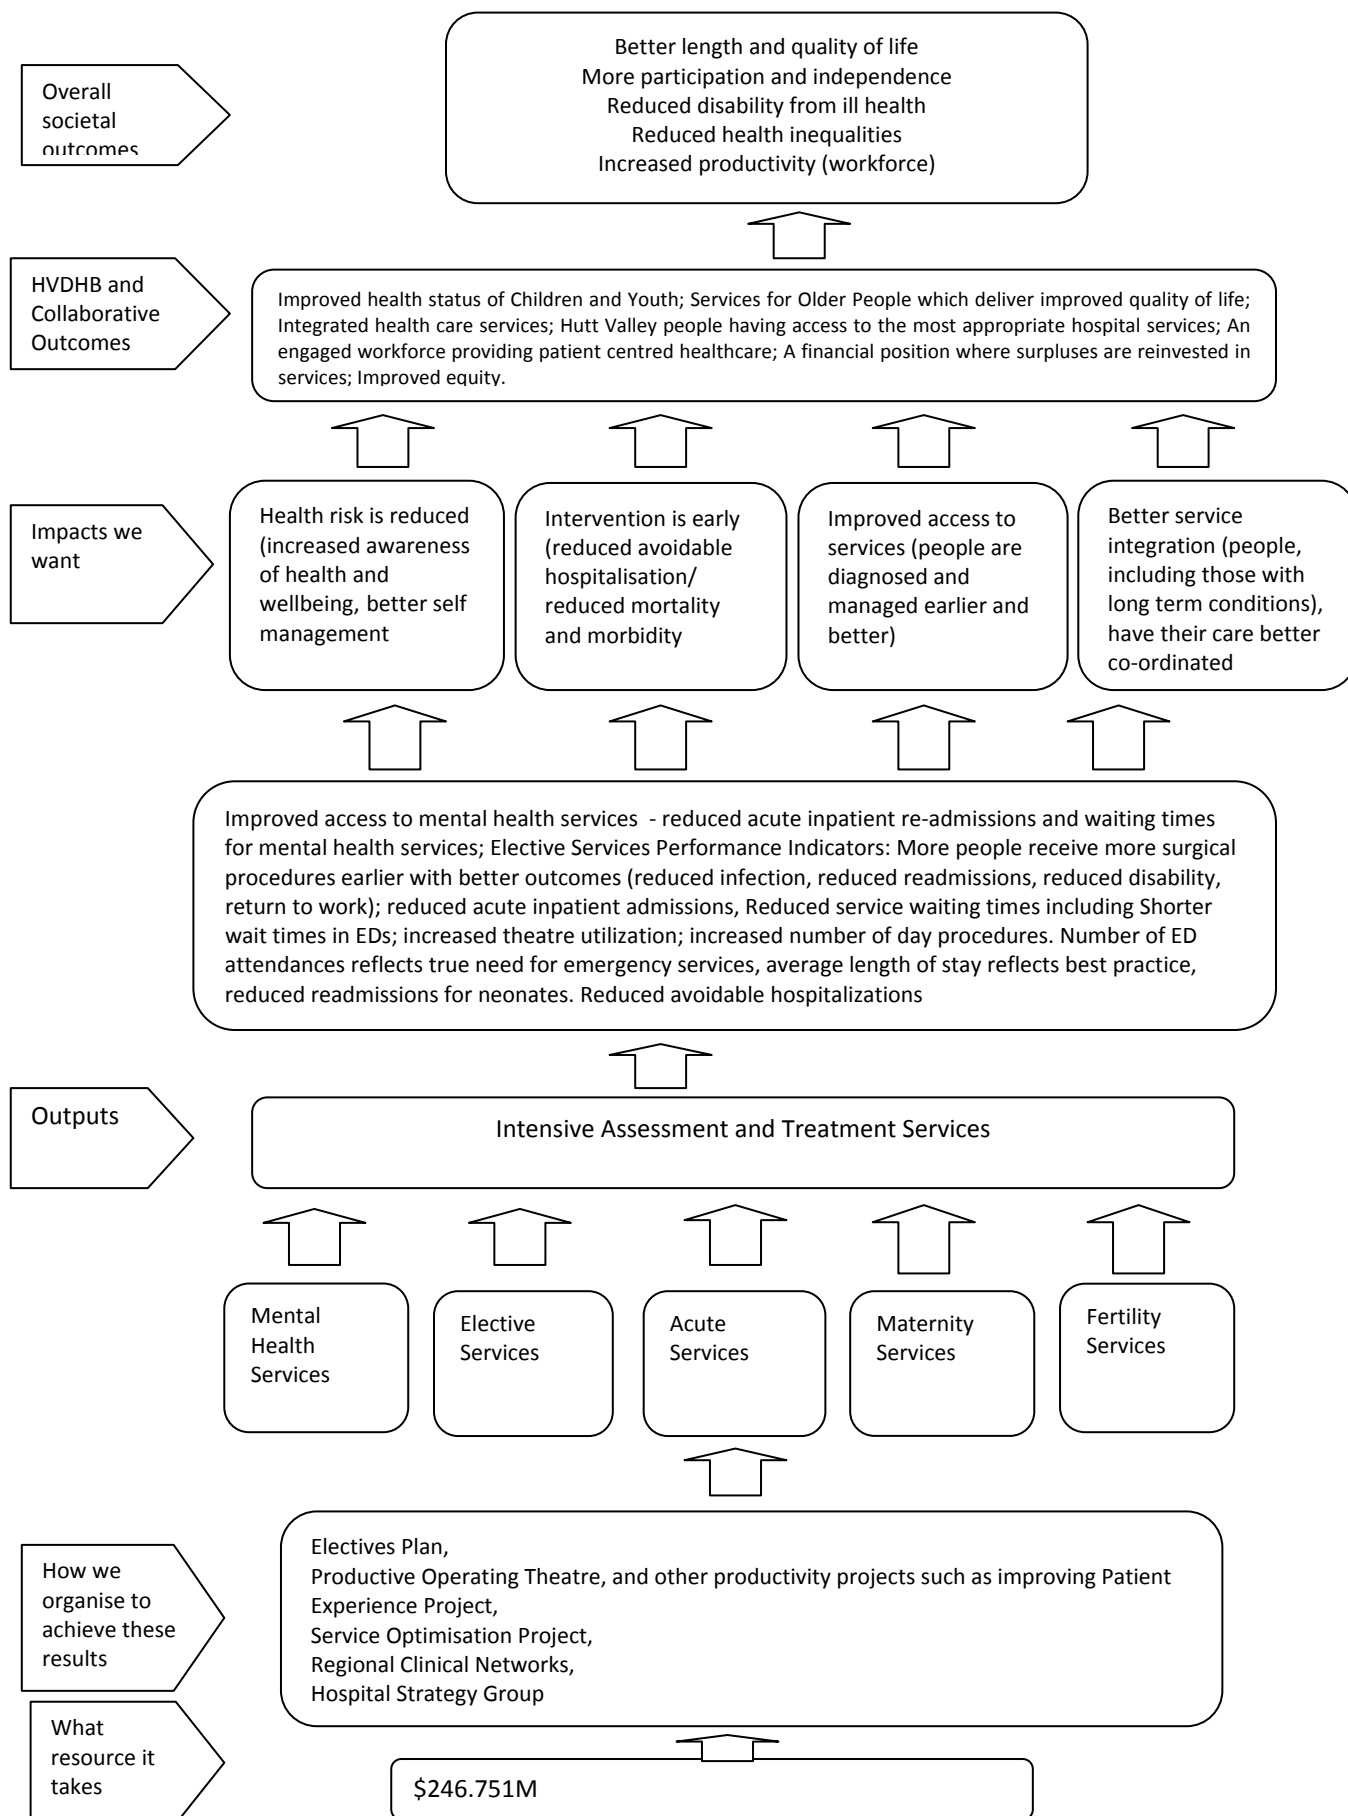 Overall
societal
outcomes
Better length and quality of life
More participation and independence
Reduced disability from ill health
Reduced health inequalities
Increased productivity (workforce)
HVDHB and
Collaborative
Outcomes
Improved health status of Children and Youth; Services for Older People which deliver improved quality of life;
Integrated health care services; Hutt Valley people having access to the most appropriate hospital services; An
engaged workforce providing patient centred healthcare; A financial position where surpluses are reinvested in
services; Improved equity.
Impacts we
want
Health risk is reduced
(increased awareness
of health and
wellbeing, better self
management
Intervention is early
(reduced avoidable
hospitalisation/
reduced mortality
and morbidity
Improved access to
services (people are
diagnosed and
managed earlier and
better)
Better service
integration (people,
including those with
long term conditions),
have their care better
co-ordinated
Improved access to mental health services  - reduced acute inpatient re-admissions and waiting times
for mental health services; Elective Services Performance Indicators: More people receive more surgical
procedures earlier with better outcomes (reduced infection, reduced readmissions, reduced disability,
return to work); reduced acute inpatient admissions, Reduced service waiting times including Shorter
wait times in EDs; increased theatre utilization; increased number of day procedures. Number of ED
attendances reflects true need for emergency services, average length of stay reflects best practice,
reduced readmissions for neonates. Reduced avoidable hospitalizations
Outputs
Intensive Assessment and Treatment Services
Mental
Health
Services
Elective
Services
Acute
Services
Maternity
Services
Fertility
Services
How we
organise to
achieve these
results
Electives Plan,
Productive Operating Theatre, and other productivity projects such as improving Patient
Experience Project,
Service Optimisation Project,
Regional Clinical Networks,
Hospital Strategy Group
What
resource it
takes
$246.751M